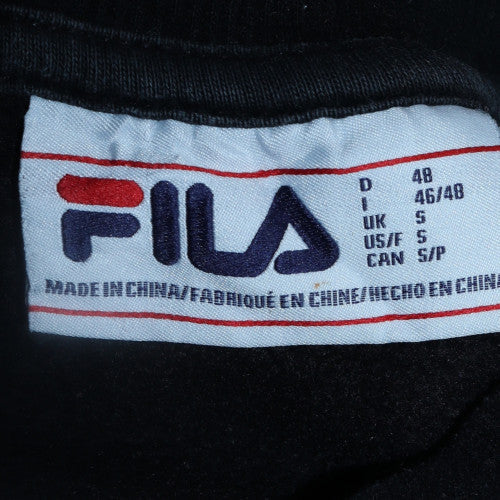 FILA
D 48
I 46/48
UK S
US/F S
CAN S/P
MADE IN CHINA/FABRIQUÉ EN CHINE/HECHO EN CHINA